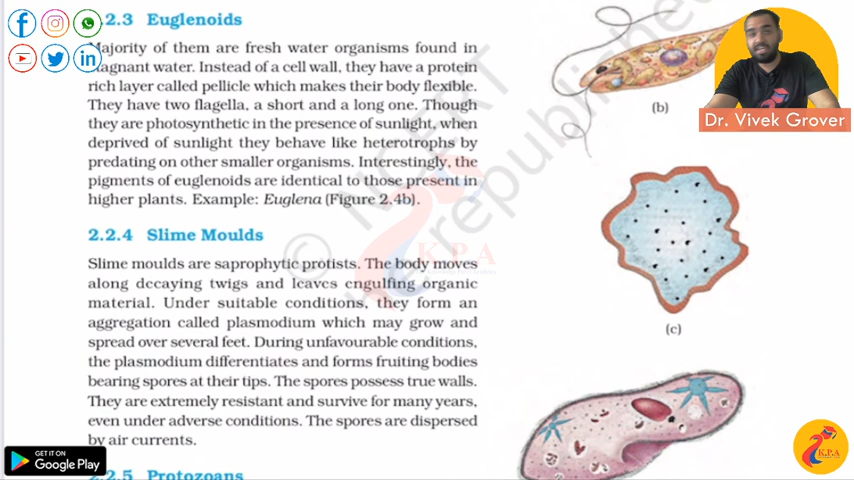 2.2.3 Euglenoids
Majority of them are fresh water organisms found in
stagnant water. Instead of a cell wall, they have a protein
rich layer called pellicle which makes their body flexible.
They have two flagella, a short and a long one. Though
they are photosynthetic in the presence of sunlight, when
deprived of sunlight they behave like heterotrophs by
predating on other smaller organisms. Interestingly, the
pigments of euglenoids are identical to those present in
higher plants. Example: Euglena (Figure 2.4b).
2.2.4 Slime Moulds
Slime moulds are saprophytic protists. The body moves
along decaying twigs and leaves engulfing organic
material. Under suitable conditions, they form an
aggregation called plasmodium which may grow and
spread over several feet. During unfavourable conditions,
the plasmodium differentiates and forms fruiting bodies
bearing spores at their tips. The spores possess true walls.
They are extremely resistant and survive for many years,
even under adverse conditions. The spores are dispersed
by air currents.
2.2.5 Protozoans
(b)
(c)
Dr. Vivek Grover
© NCERT
republished
K.P.A
GET IT ON
Google Play
K.P.A